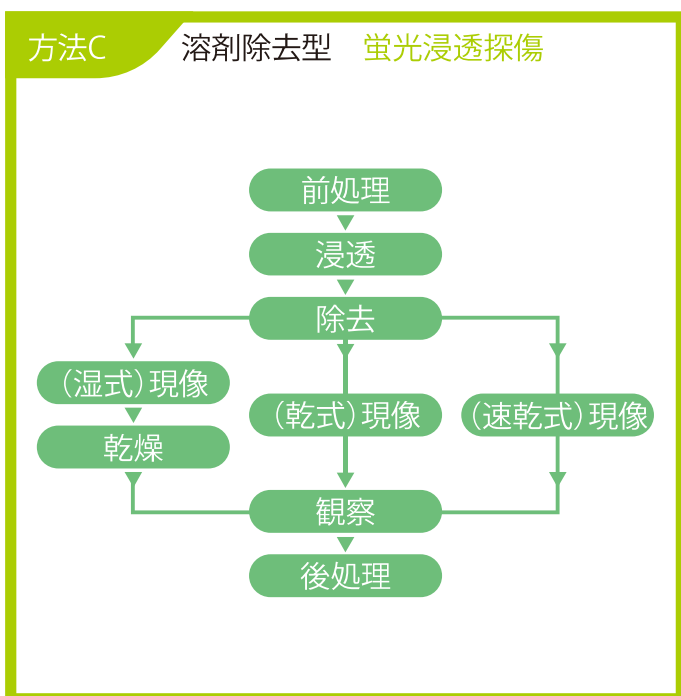 方法C 溶剤除去型 蛍光浸透探傷
前処理
浸透
除去
（湿式）現像
（乾式）現像
（速乾式）現像
乾燥
観察
後処理